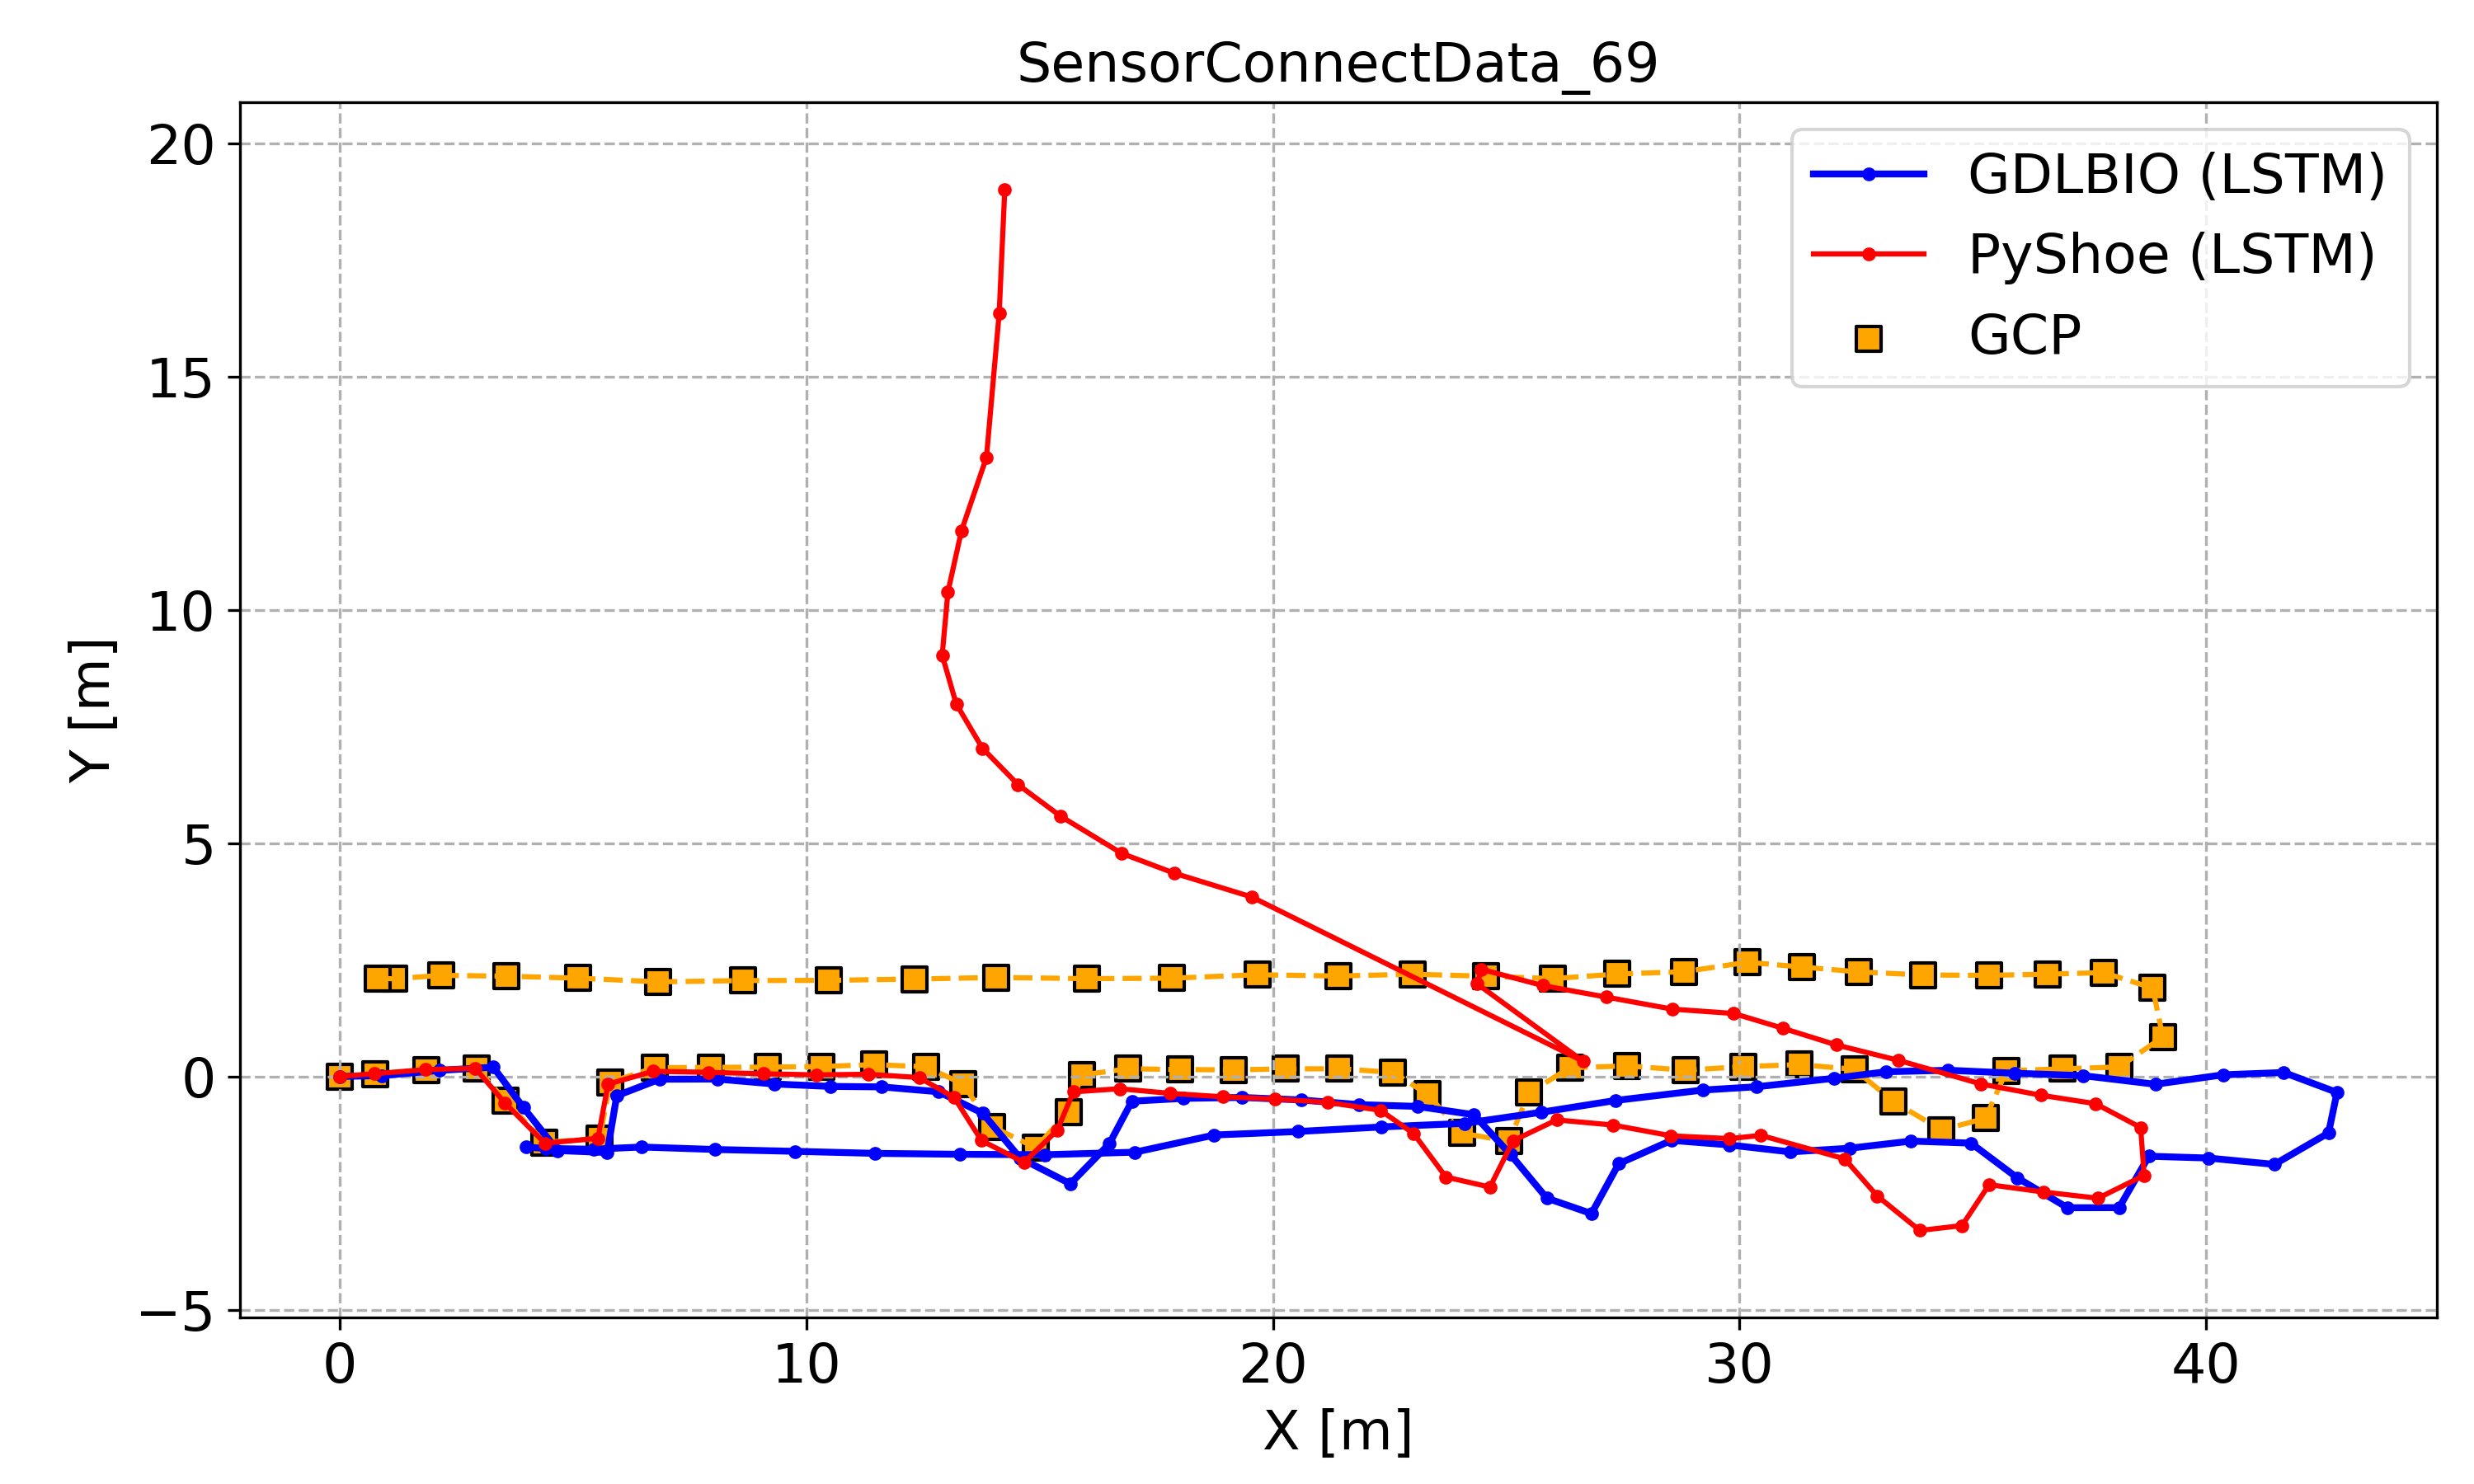 SensorConnectData_69
GDLBIO (LSTM)
PyShoe (LSTM)
GCP
20
15
10
5
0
−5
Y [m]
0 10 20 30 40
X [m]